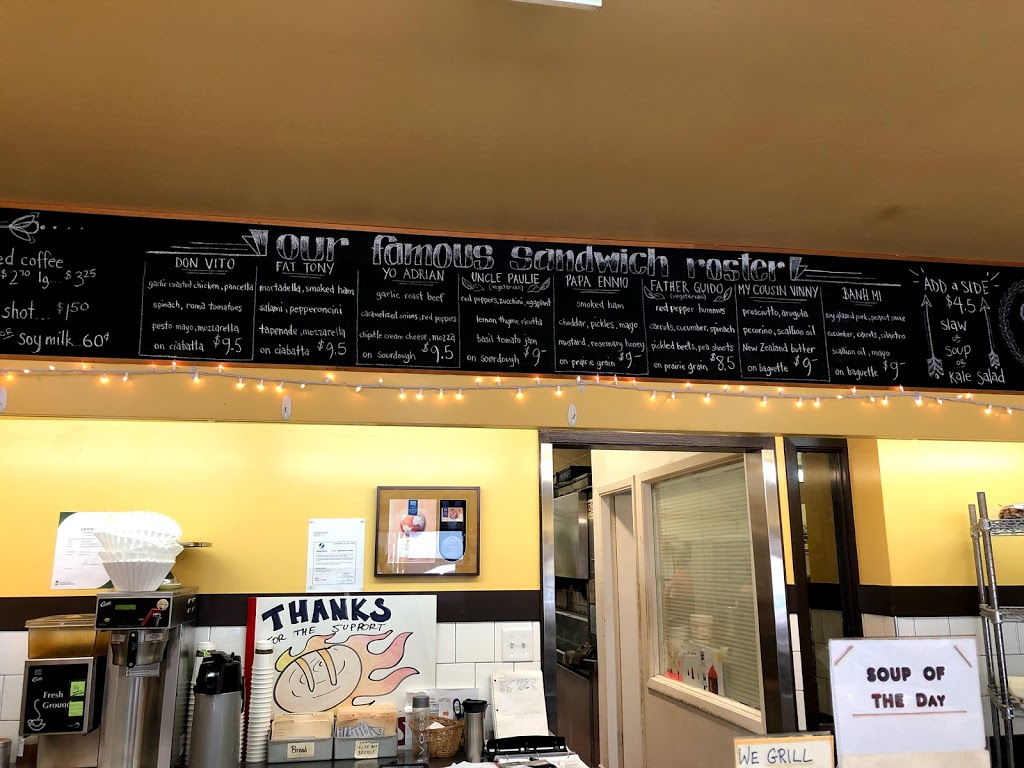 ed coffee
$2.70 lg... $3.25
shot... $1.50
or soy milk 60¢
our famous sandwich roster
DON VITO
garlic roasted chicken, pancetta
spinach, roma tomatoes
pesto mayo, mozzarella
on ciabatta $9.5
FAT TONY
mortadella, smoked ham
salami, pepperoncini
tapenade, mozzarella
on ciabatta $9.5
YO ADRIAN
garlic roast beef
caramelized onions, red peppers
chipotle cream cheese, mozza
on sourdough $9.5
UNCLE PAULIE
(vegetarian)
red peppers, zucchini, eggplant
lemon thyme ricotta
basil tomato jam
on sourdough $9-
PAPA ENNIO
smoked ham
cheddar, pickles, mayo
mustard, rosemary honey
on prairie grain $9-
FATHER GUIDO
(vegetarian)
red pepper hummus
carrots, cucumber, spinach
pickled beets, pea shoots
on prairie grain $8.5
MY COUSIN VINNY
prosciutto, arugula
pecorino, scallion oil
New Zealand butter
on baguette $9-
BANH MI
soy glazed pork, peanut sauce
cucumber, carrots, cilantro
scallion oil, mayo
on baguette $9-
ADD a SIDE
$4.5
slaw
or
soup
or
Kale Salad
THANKS
FOR THE SUPPORT
Curtis
Curtis
Fresh
Ground
Bread
SOUP OF
THE DAY
WE GRILL